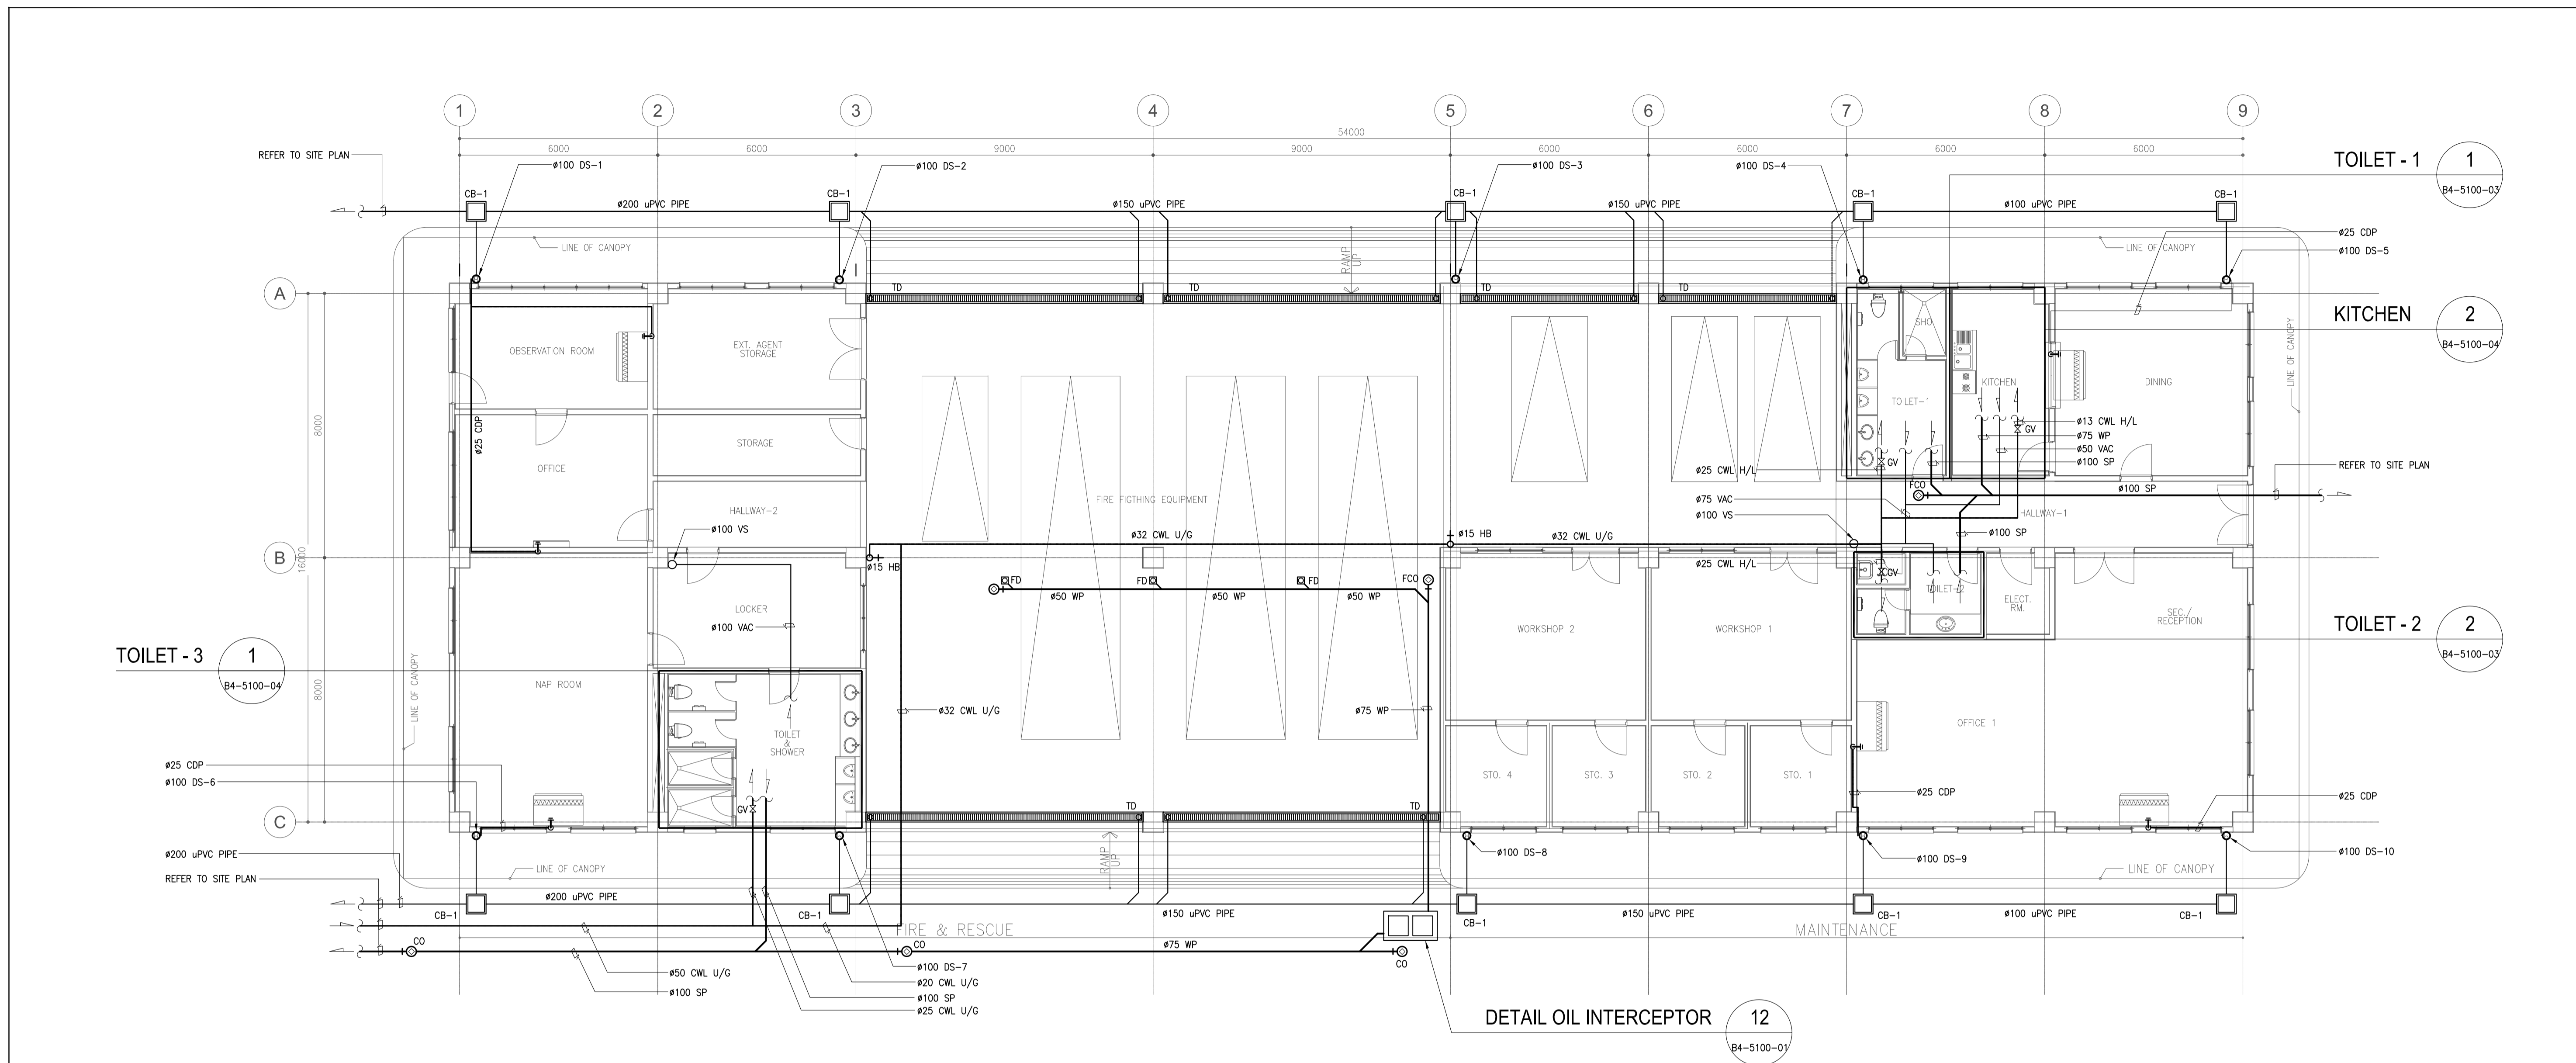 1
2
3
4
5
6
7
8
9
54000
6000
6000
9000
9000
6000
6000
6000
6000
REFER TO SITE PLAN
ø100 DS-1
ø100 DS-2
ø100 DS-3
ø100 DS-4
TOILET - 1
1
B4-5100-03
CB-1
CB-1
CB-1
CB-1
CB-1
ø200 uPVC PIPE
ø150 uPVC PIPE
ø150 uPVC PIPE
ø100 uPVC PIPE
LINE OF CANOPY
RAMP
UP
LINE OF CANOPY
ø25 CDP
ø100 DS-5
A
TD
TD
TD
TD
KITCHEN
2
B4-5100-04
OBSERVATION ROOM
EXT. AGENT
STORAGE
SHO
KITCHEN
DINING
LINE OF CANOPY
TOILET-1
8000
ø25 CDP
STORAGE
OFFICE
ø13 CWL H/L
GV
ø75 WP
ø50 VAC
ø100 SP
ø25 CWL H/L
GV
REFER TO SITE PLAN
FIRE FIGTHING EQUIPMENT
ø75 VAC
FCO
ø100 SP
HALLWAY-2
HALLWAY-1
ø100 VS
ø100 VS
ø32 CWL U/G
ø15 HB
ø32 CWL U/G
ø100 SP
B
16000
ø15 HB
ø25 CWL H/L
GV
FD
FD
FD
FCO
ø50 WP
ø50 WP
ø50 WP
TOILET-2
ELECT.
RM.
SEC./
RECEPTION
LOCKER
ø100 VAC
WORKSHOP 2
WORKSHOP 1
TOILET - 2
2
B4-5100-03
TOILET - 3
1
B4-5100-04
LINE OF CANOPY
8000
NAP ROOM
ø32 CWL U/G
ø75 WP
OFFICE 1
TOILET
&
SHOWER
ø25 CDP
ø100 DS-6
STO. 4
STO. 3
STO. 2
STO. 1
ø25 CDP
ø25 CDP
GV
TD
TD
C
ø200 uPVC PIPE
REFER TO SITE PLAN
LINE OF CANOPY
RAMP
UP
ø100 DS-8
ø100 DS-9
ø100 DS-10
LINE OF CANOPY
ø200 uPVC PIPE
CB-1
CB-1
ø150 uPVC PIPE
CB-1
ø150 uPVC PIPE
CB-1
ø100 uPVC PIPE
CB-1
FIRE & RESCUE
MAINTENANCE
CO
CO
ø75 WP
CO
ø50 CWL U/G
ø100 SP
ø100 DS-7
ø20 CWL U/G
ø100 SP
ø25 CWL U/G
DETAIL OIL INTERCEPTOR
12
B4-5100-01